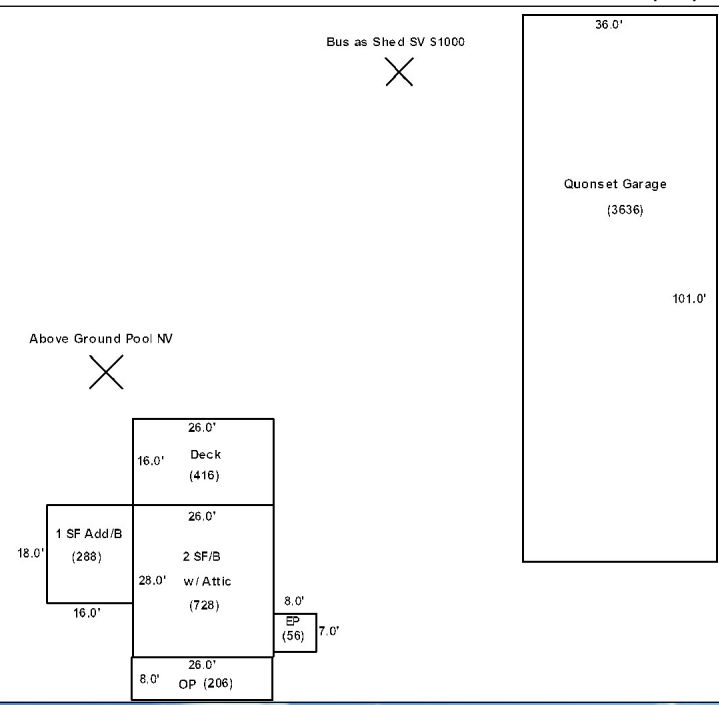 36.0'
Bus as Shed SV S1000
Quonset Garage
(3636)
101.0'
Above Ground Pool NV
26.0'
16.0' Deck
(416)
26.0'
1 SF Add/B
18.0' (288)
2 SF/B
28.0' w/ Attic
(728)
16.0'
8.0'
EP
(56) 7.0'
26.0'
8.0' OP (206)